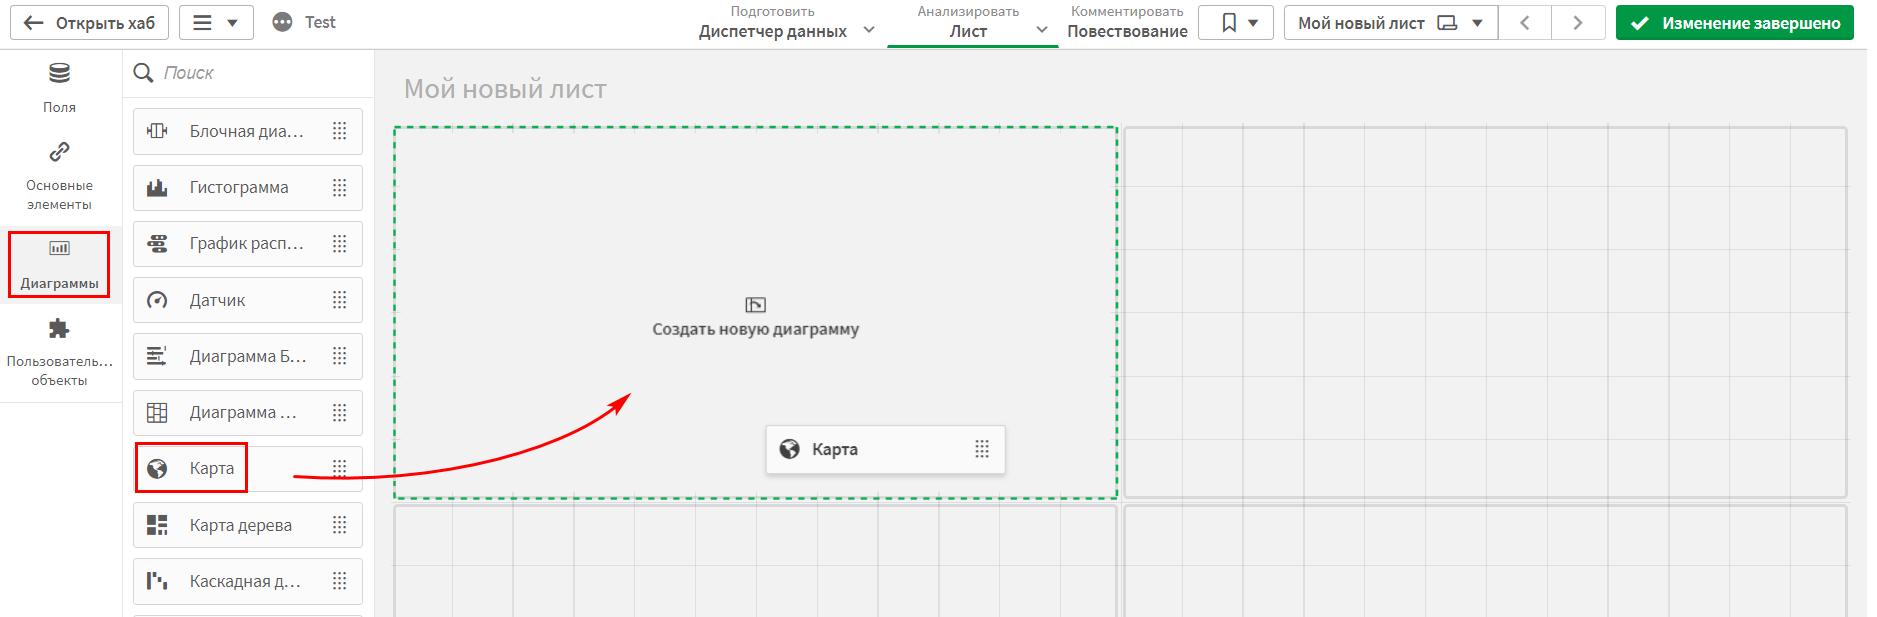 Открыть хаб
Test
Подготовить
Диспетчер данных
Анализировать
Лист
Комментировать
Повествование
Мой новый лист
Изменение завершено
Поля
Основные
элементы
Диаграммы
Пользователь...
объекты
Поиск
Блочная диа...
Гистограмма
График расп...
Датчик
Диаграмма Б...
Диаграмма ...
Карта
Карта дерева
Каскадная д...
Мой новый лист
Создать новую диаграмму
Карта